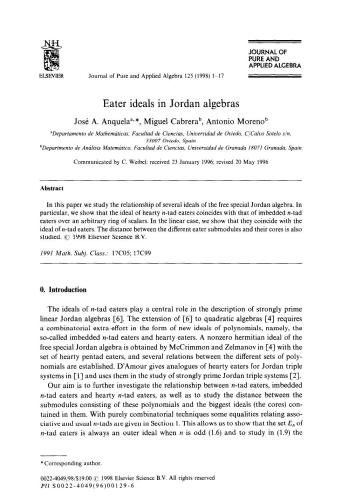 NH
ELSEVIER
JOURNAL OF
PURE AND
APPLIED ALGEBRA
Journal of Pure and Applied Algebra 125 (1998) 1-17
Eater ideals in Jordan algebras
José A. Anquelaᵃ,*, Miguel Cabreraᵇ, Antonio Morenoᵇ
ᵃDepartamento de Matemáticas, Facultad de Ciencias, Universidad de Oviedo, C/Calvo Sotelo s/n,
33007 Oviedo, Spain
ᵇDepartamento de Análisis Matemático, Facultad de Ciencias, Universidad de Granada 18071 Granada, Spain
Communicated by C. Weibel; received 23 January 1996; revised 20 May 1996
Abstract
In this paper we study the relationship of several ideals of the free special Jordan algebra. In
particular, we show that the ideal of hearty n-tad eaters coincides with that of imbedded n-tad
eaters over an arbitrary ring of scalars. In the linear case, we show that they coincide with the
ideal of n-tad eaters. The distance between the different eater submodules and their cores is also
studied. © 1998 Elsevier Science B.V.
1991 Math. Subj. Class.: 17C05; 17C99
0. Introduction
The ideals of n-tad eaters play a central role in the description of strongly prime
linear Jordan algebras [6]. The extension of [6] to quadratic algebras [4] requires
a combinatorial extra effort in the form of new ideals of polynomials, namely, the
so-called imbedded n-tad eaters and hearty eaters. A nonzero hermitian ideal of the
free special Jordan algebra is obtained by McCrimmon and Zelmanov in [4] with the
set of hearty pentad eaters, and several relations between the different sets of poly-
nomials are established. D'Amour gives analogues of hearty eaters for Jordan triple
systems in [1] and uses them in the study of strongly prime Jordan triple systems [2].
Our aim is to further investigate the relationship between n-tad eaters, imbedded
n-tad eaters and hearty n-tad eaters, as well as to study the distance between the
submodules consisting of these polynomials and the biggest ideals (the cores) con-
tained in them. With purely combinatorial techniques some equalities relating asso-
ciative and usual n-tads are given in Section 1. This allows us to show that the set Eₙ of
n-tad eaters is always an outer ideal when n is odd (1.6) and to study in (1.9) the
* Corresponding author.
0022-4049/98/$19.00 © 1998 Elsevier Science B.V. All rights reserved
PII S0022-4049(96)00129-6